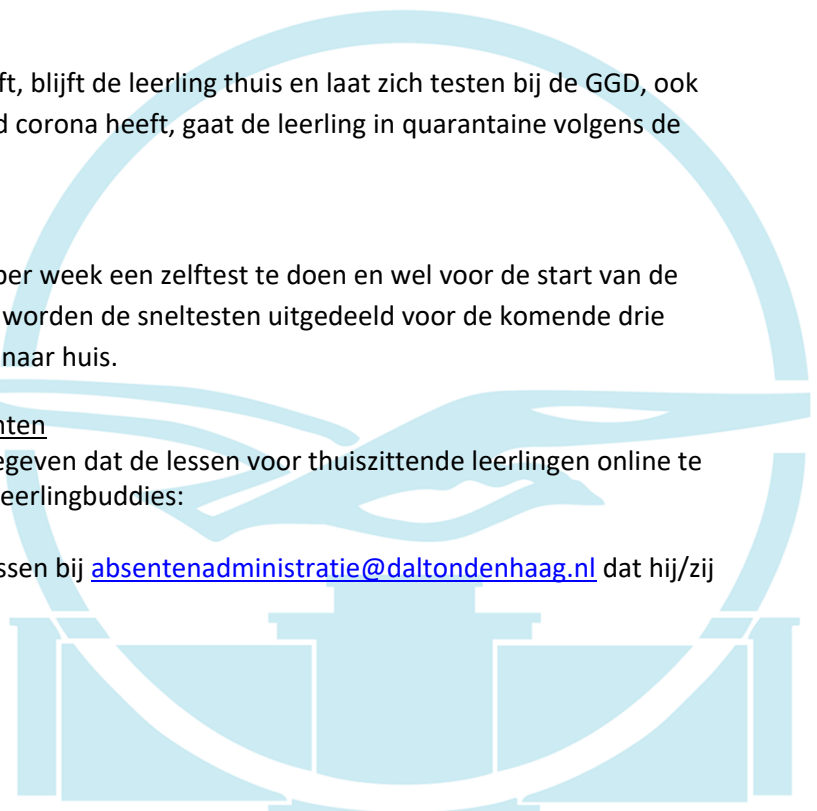 ft, blijft de leerling thuis en laat zich testen bij de GGD, ook
d corona heeft, gaat de leerling in quarantaine volgens de
per week een zelftest te doen en wel voor de start van de
worden de sneltesten uitgedeeld voor de komende drie
naar huis.
nten
egeven dat de lessen voor thuiszittende leerlingen online te
eerlingbuddies:
ssen bij absentenadministratie@daltondenhaag.nl dat hij/zij